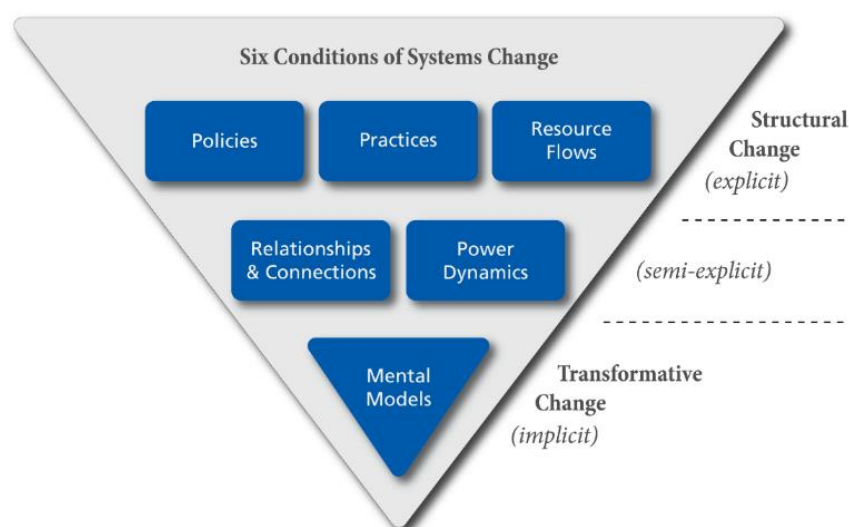 Six Conditions of Systems Change
Policies
Practices
Resource
Flows
Structural
Change
(explicit)
Relationships
& Connections
Power
Dynamics
(semi-explicit)
Mental
Models
Transformative
Change
(implicit)